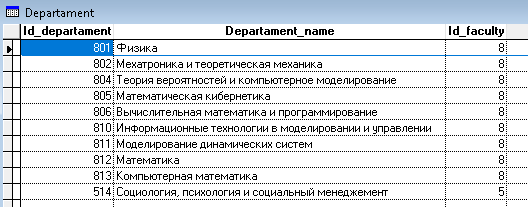 Departament
Id_departament Departament_name Id_faculty
801 Физика 8
802 Мехатроника и теоретическая механика 8
804 Теория вероятностей и компьютерное моделирование 8
805 Математическая кибернетика 8
806 Вычислительная математика и программирование 8
810 Информационные технологии в моделировании и управлении 8
811 Моделирование динамических систем 8
812 Математика 8
813 Компьютерная математика 8
514 Социология, психология и социальный менеджемент 5